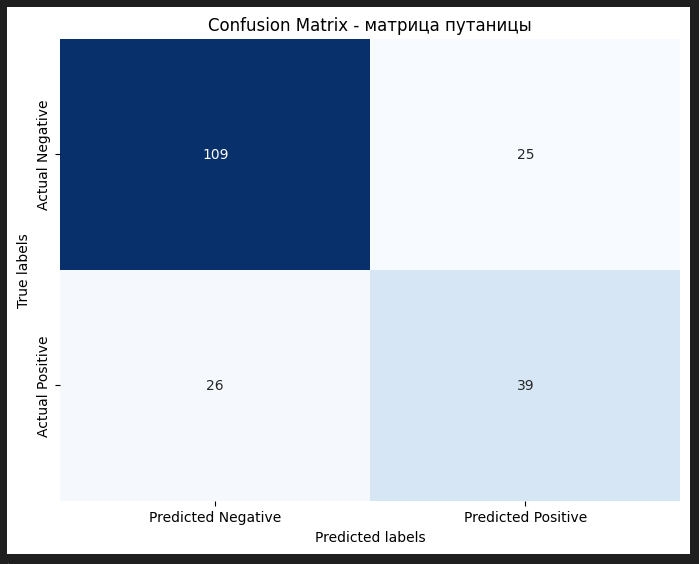 Confusion Matrix - матрица путаницы
Actual Negative
109
25
True labels
Actual Positive
26
39
Predicted Negative
Predicted Positive
Predicted labels